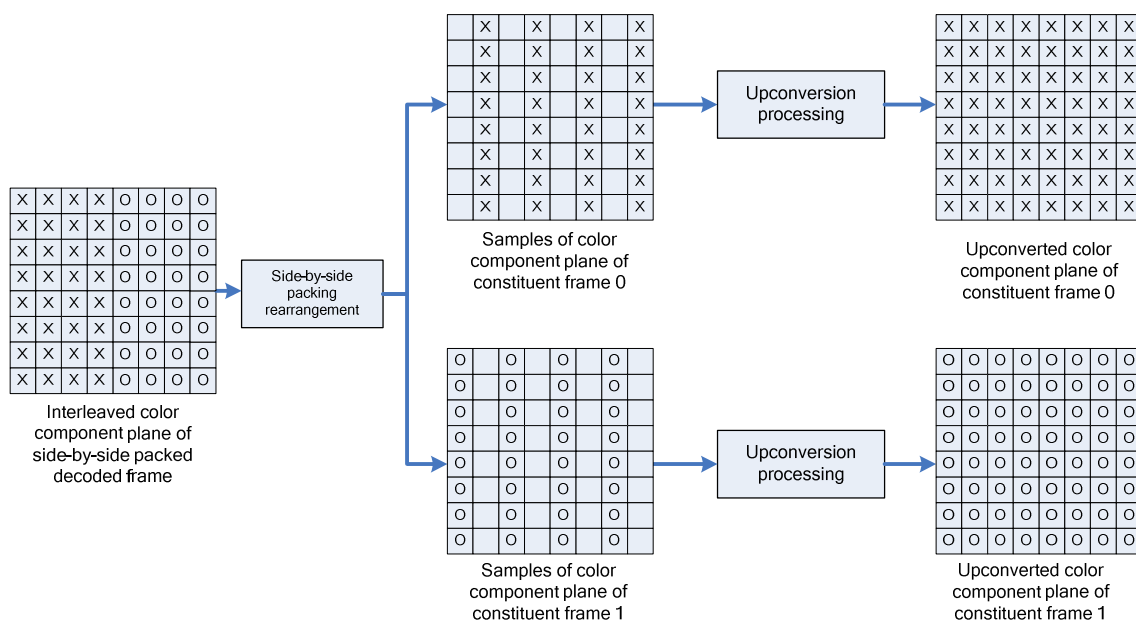 X X X X O O O O
X X X X O O O O
X X X X O O O O
X X X X O O O O
X X X X O O O O
X X X X O O O O
X X X X O O O O
X X X X O O O O
Interleaved color
component plane of
side-by-side packed
decoded frame
Side-by-side
packing
rearrangement
X X X X
X X X X
X X X X
X X X X
X X X X
X X X X
X X X X
X X X X
Samples of color
component plane of
constituent frame 0
Upconversion
processing
X X X X X X X X
X X X X X X X X
X X X X X X X X
X X X X X X X X
X X X X X X X X
X X X X X X X X
X X X X X X X X
X X X X X X X X
Upconverted color
component plane of
constituent frame 0
O O O O
O O O O
O O O O
O O O O
O O O O
O O O O
O O O O
O O O O
Samples of color
component plane of
constituent frame 1
Upconversion
processing
O O O O O O O O
O O O O O O O O
O O O O O O O O
O O O O O O O O
O O O O O O O O
O O O O O O O O
O O O O O O O O
O O O O O O O O
Upconverted color
component plane of
constituent frame 1